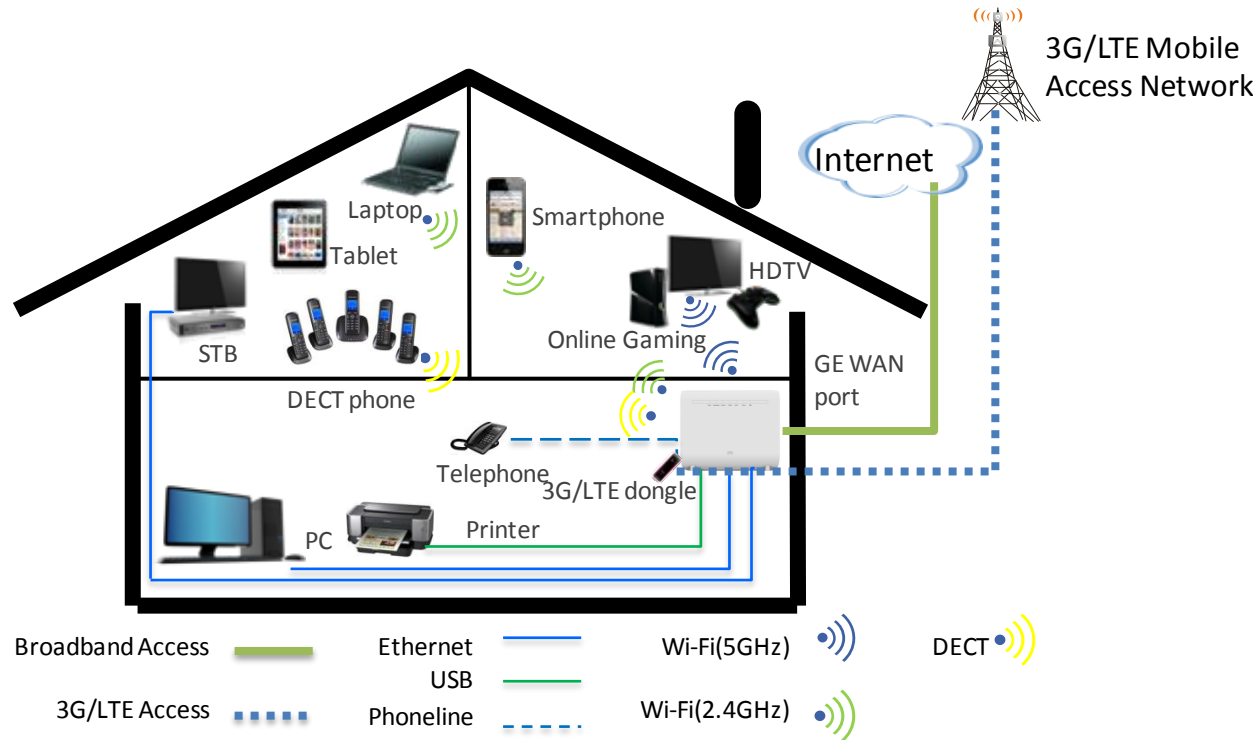 3G/LTE Mobile
Access Network
Internet
Laptop
Smartphone
Tablet
HDTV
STB
Online Gaming
GE WAN
port
DECT phone
Telephone
3G/LTE dongle
Printer
PC
Broadband Access
Ethernet
Wi-Fi(5GHz)
DECT
USB
3G/LTE Access
Phoneline
Wi-Fi(2.4GHz)